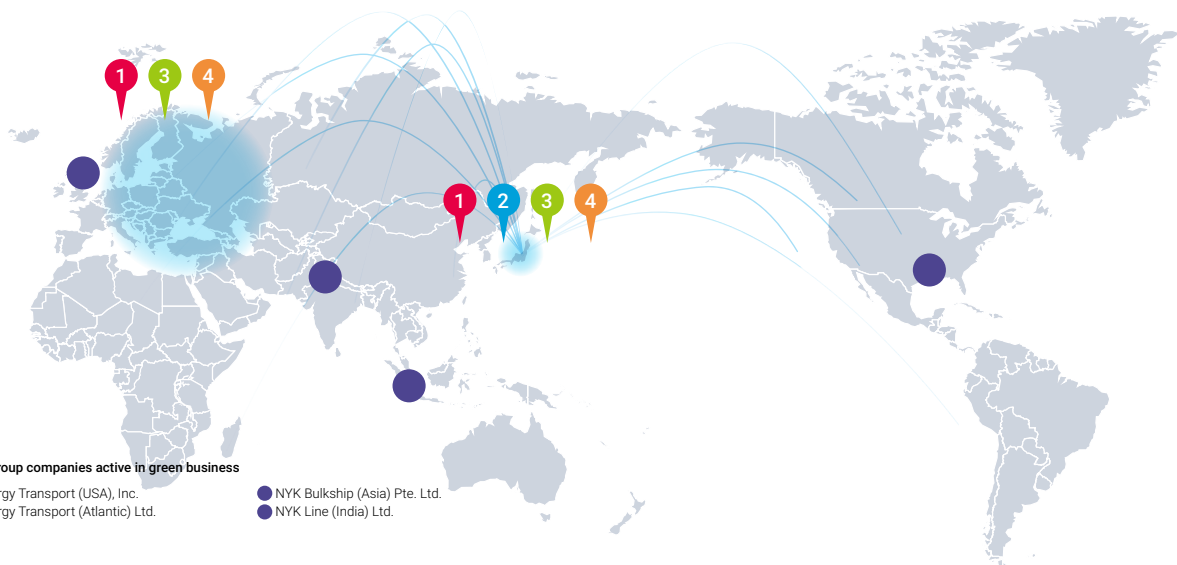 1 3 4
1 2 3 4
roup companies active in green business
rgy Transport (USA), Inc.
NYK Bulkship (Asia) Pte. Ltd.
rgy Transport (Atlantic) Ltd.
NYK Line (India) Ltd.